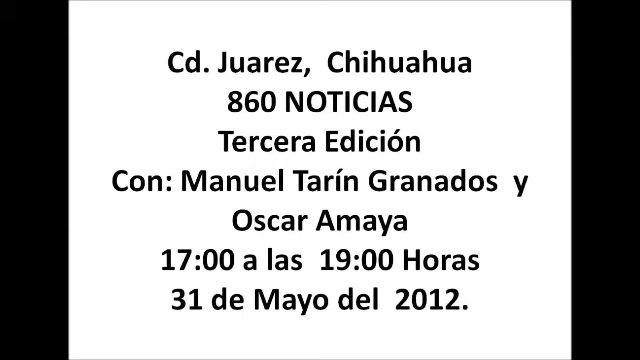 Cd. Juarez,  Chihuahua
860 NOTICIAS
Tercera Edición
Con: Manuel Tarín Granados  y
Oscar Amaya
17:00 a las  19:00 Horas
31 de Mayo del  2012.